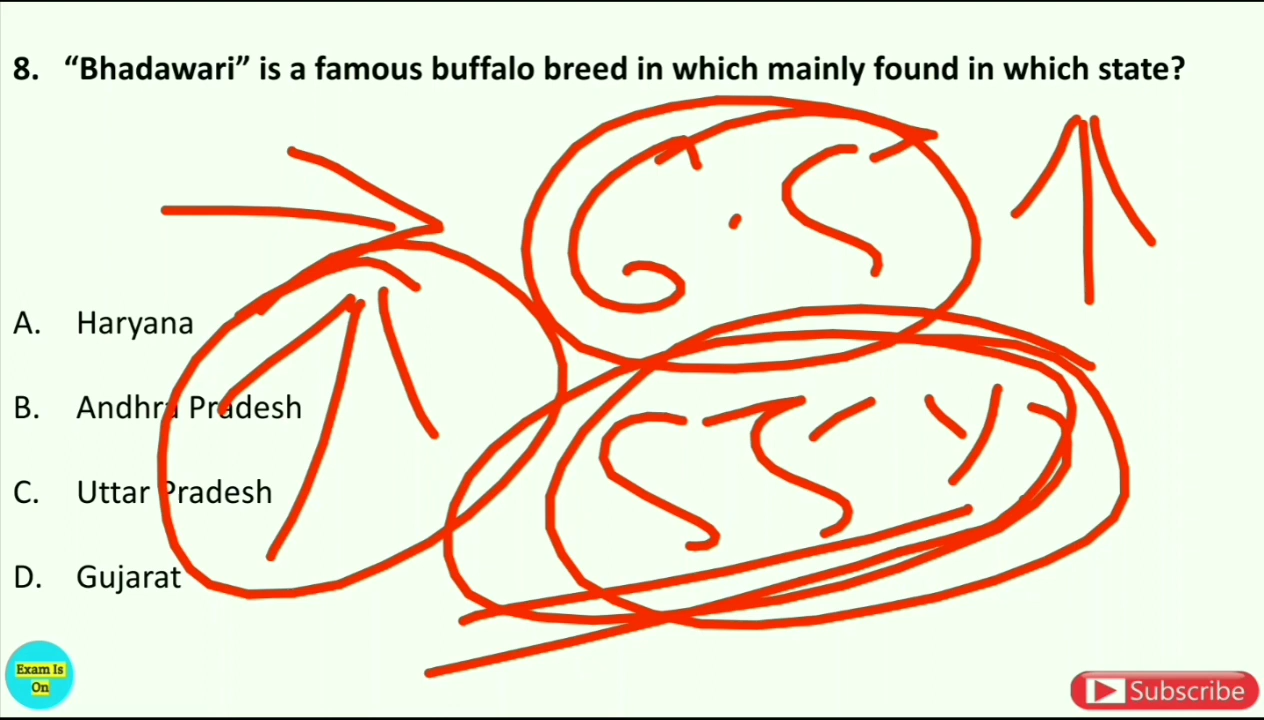 8. “Bhadawari” is a famous buffalo breed in which mainly found in which state?
A. Haryana
B. Andhra Pradesh
C. Uttar Pradesh
D. Gujarat
Exam Is
On
Subscribe